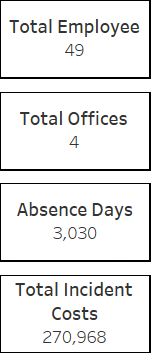 Total Employee
49
Total Offices
4
Absence Days
3,030
Total Incident
Costs
270,968